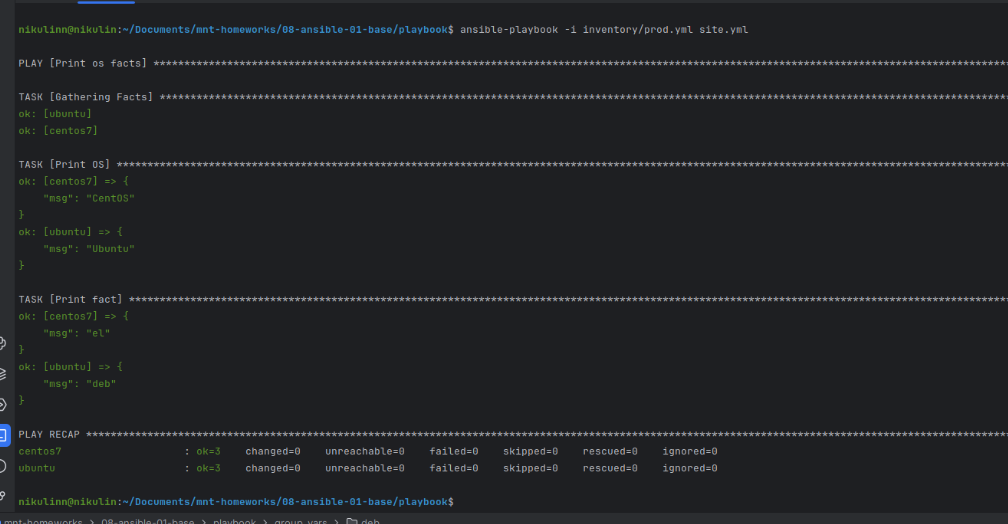 nikulinn@nikulin:~/Documents/mnt-homeworks/08-ansible-01-base/playbook$ ansible-playbook -i inventory/prod.yml site.yml
PLAY [Print os facts] ****************************************************************************************************************************************
TASK [Gathering Facts] ***************************************************************************************************************************************
ok: [ubuntu]
ok: [centos7]
TASK [Print OS] **********************************************************************************************************************************************
ok: [centos7] => {
    "msg": "CentOS"
}
ok: [ubuntu] => {
    "msg": "Ubuntu"
}
TASK [Print fact] ********************************************************************************************************************************************
ok: [centos7] => {
    "msg": "el"
}
ok: [ubuntu] => {
    "msg": "deb"
}
PLAY RECAP ***************************************************************************************************************************************************
centos7                    : ok=3    changed=0    unreachable=0    failed=0    skipped=0    rescued=0    ignored=0
ubuntu                     : ok=3    changed=0    unreachable=0    failed=0    skipped=0    rescued=0    ignored=0
nikulinn@nikulin:~/Documents/mnt-homeworks/08-ansible-01-base/playbook$
mnt-homeworks > 08-ansible-01-base > playbook > group_vars > deb